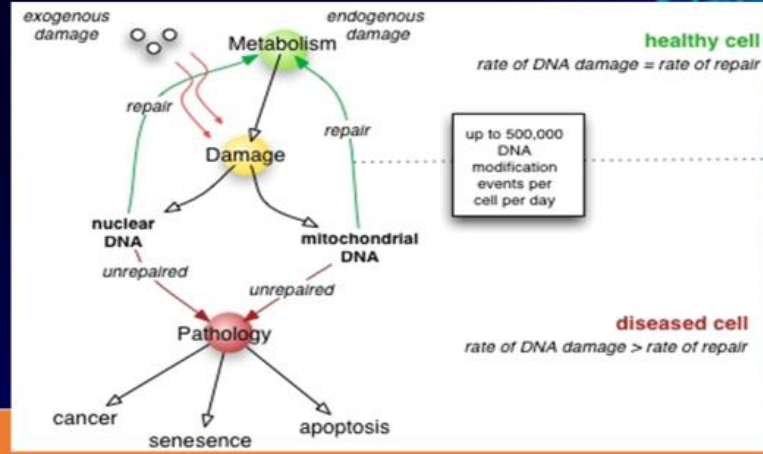 exogenous
damage
endogenous
damage
Metabolism
healthy cell
rate of DNA damage = rate of repair
repair
repair
up to 500,000
DNA
modification
events per
cell per day
Damage
nuclear
DNA
mitochondrial
DNA
unrepaired
unrepaired
Pathology
diseased cell
rate of DNA damage > rate of repair
cancer
senesence
apoptosis